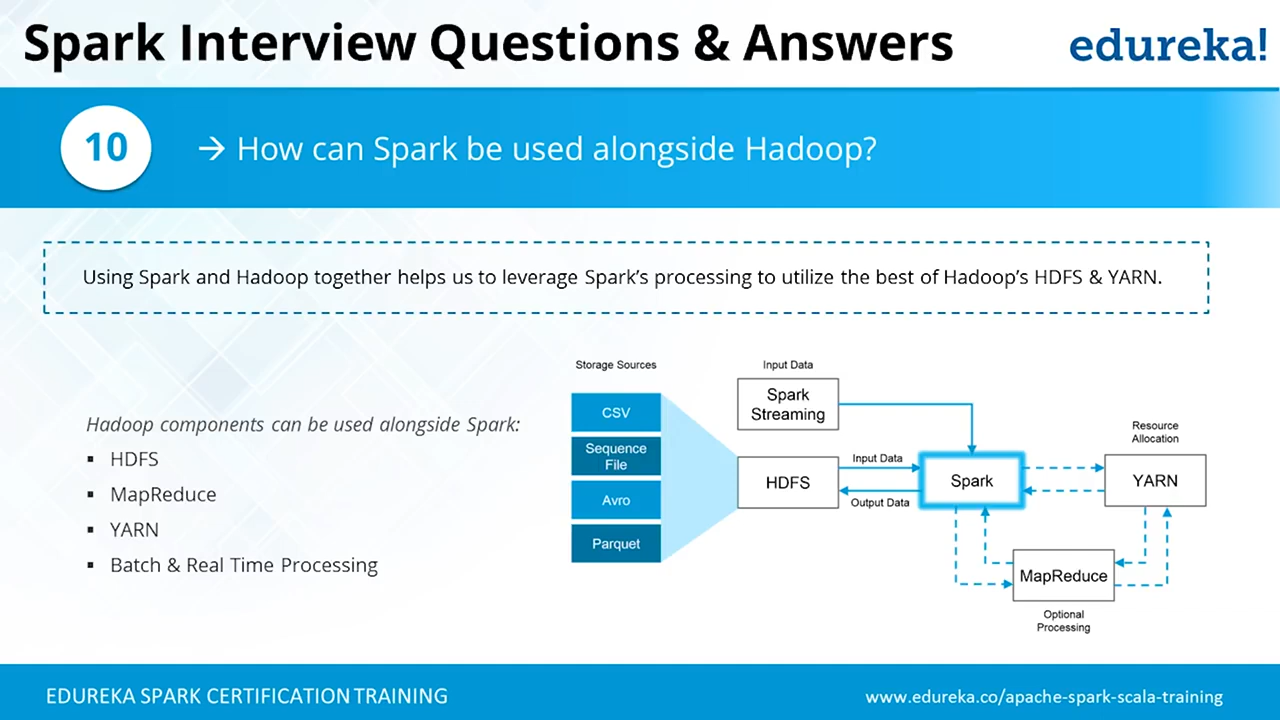 Spark Interview Questions & Answers
edureka!
10
→ How can Spark be used alongside Hadoop?
Using Spark and Hadoop together helps us to leverage Spark's processing to utilize the best of Hadoop's HDFS & YARN.
Hadoop components can be used alongside Spark:
▪ HDFS
▪ MapReduce
▪ YARN
▪ Batch & Real Time Processing
Storage Sources
CSV
Sequence
File
Avro
Parquet
Input Data
Spark
Streaming
HDFS
Input Data
Output Data
Spark
Resource
Allocation
YARN
MapReduce
Optional
Processing
EDUREKA SPARK CERTIFICATION TRAINING
www.edureka.co/apache-spark-scala-training